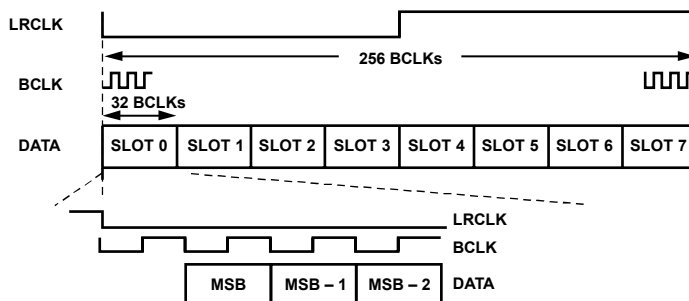 LRCLK
256 BCLKs
BCLK
32 BCLKs
DATA SLOT 0 SLOT 1 SLOT 2 SLOT 3 SLOT 4 SLOT 5 SLOT 6 SLOT 7
LRCLK
BCLK
MSB MSB – 1 MSB – 2 DATA